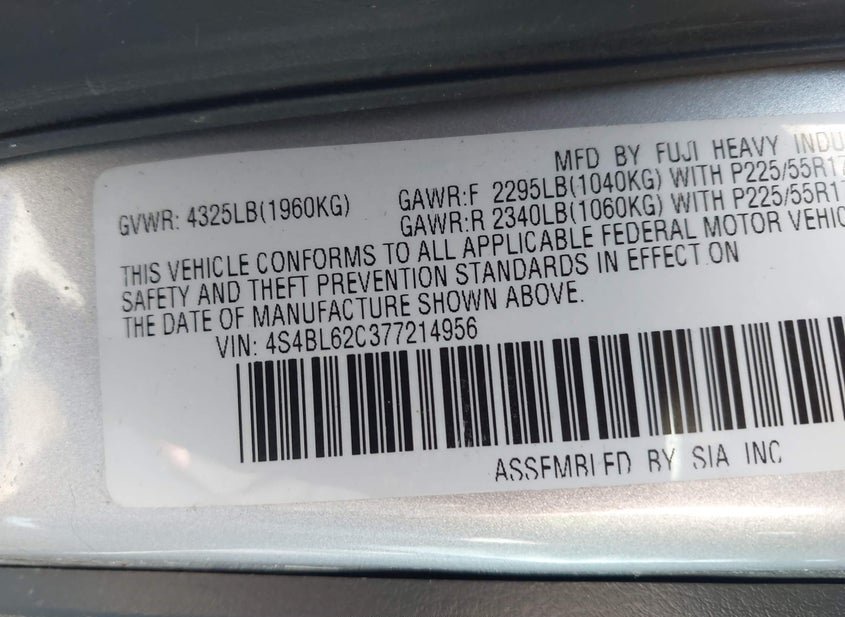 MFD BY FUJI HEAVY INDU
GVWR: 4325LB(1960KG)
GAWR:F 2295LB(1040KG) WITH P225/55R17
GAWR:R 2340LB(1060KG) WITH P225/55R1
THIS VEHICLE CONFORMS TO ALL APPLICABLE FEDERAL MOTOR VEHIC
SAFETY AND THEFT PREVENTION STANDARDS IN EFFECT ON
THE DATE OF MANUFACTURE SHOWN ABOVE.
VIN: 4S4BL62C377214956
ASSEMBLED BY SIA INC